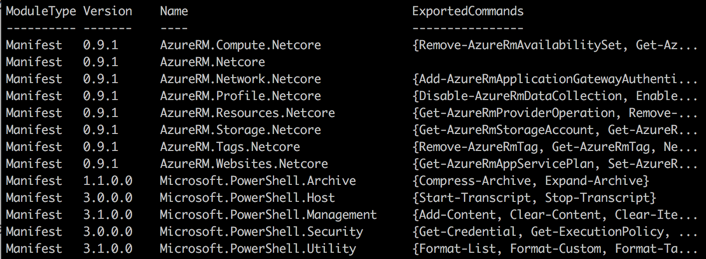 ModuleType Version    Name                                ExportedCommands
---------- -------    ----                                ----------------
Manifest   0.9.1      AzureRM.Compute.Netcore             {Remove-AzureRmAvailabilitySet, Get-Az...
Manifest   0.9.1      AzureRM.Netcore
Manifest   0.9.1      AzureRM.Network.Netcore             {Add-AzureRmApplicationGatewayAuthenti...
Manifest   0.9.1      AzureRM.Profile.Netcore             {Disable-AzureRmDataCollection, Enable...
Manifest   0.9.1      AzureRM.Resources.Netcore           {Get-AzureRmProviderOperation, Remove-...
Manifest   0.9.1      AzureRM.Storage.Netcore             {Get-AzureRmStorageAccount, Get-AzureR...
Manifest   0.9.1      AzureRM.Tags.Netcore                {Remove-AzureRmTag, Get-AzureRmTag, Ne...
Manifest   0.9.1      AzureRM.Websites.Netcore            {Get-AzureRmAppServicePlan, Set-AzureR...
Manifest   1.1.0.0    Microsoft.PowerShell.Archive        {Compress-Archive, Expand-Archive}
Manifest   3.0.0.0    Microsoft.PowerShell.Host           {Start-Transcript, Stop-Transcript}
Manifest   3.1.0.0    Microsoft.PowerShell.Management     {Add-Content, Clear-Content, Clear-Ite...
Manifest   3.0.0.0    Microsoft.PowerShell.Security       {Get-Credential, Get-ExecutionPolicy, ...
Manifest   3.1.0.0    Microsoft.PowerShell.Utility        {Format-List, Format-Custom, Format-Ta...